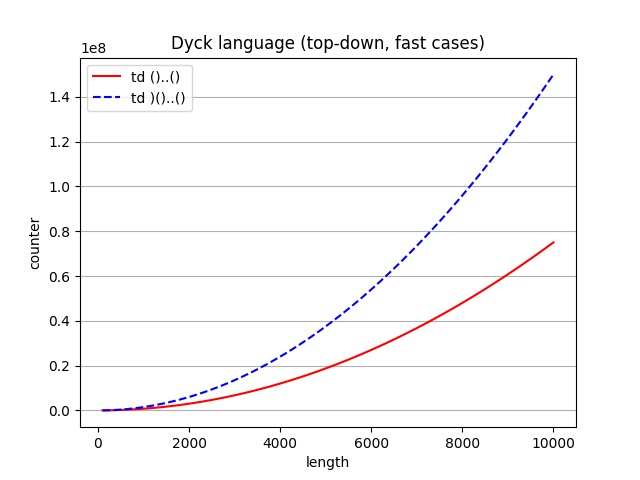 Dyck language (top-down, fast cases)
1e8
td ()..()
td )()..()
1.4
1.2
1.0
0.8
0.6
0.4
0.2
0.0
counter
0 2000 4000 6000 8000 10000
length